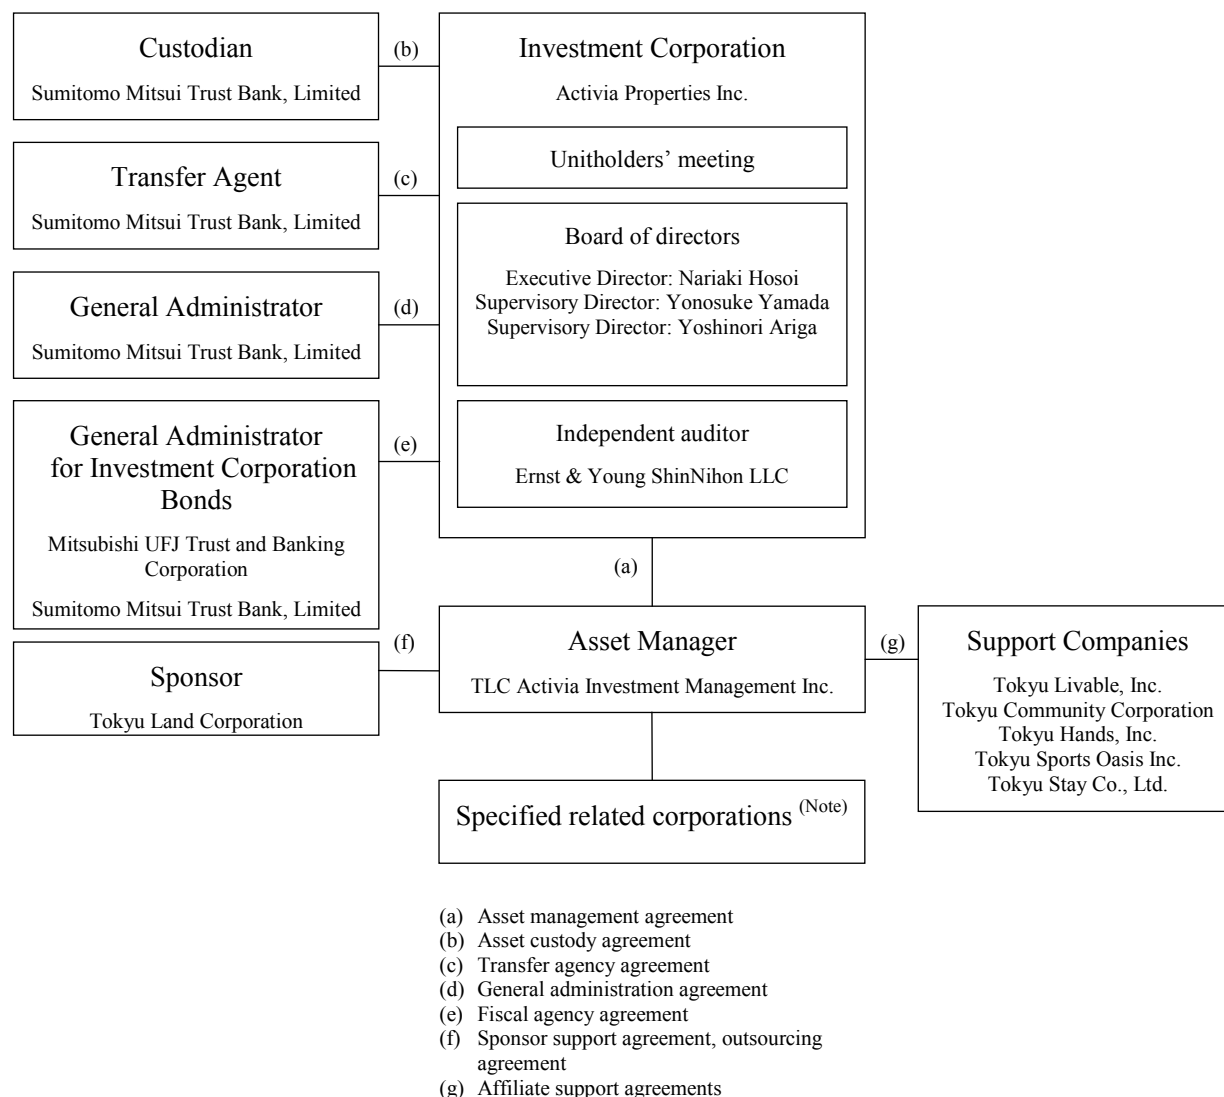 Custodian
Sumitomo Mitsui Trust Bank, Limited
(b)
Investment Corporation
Activia Properties Inc.
Unitholders’ meeting
Transfer Agent
Sumitomo Mitsui Trust Bank, Limited
(c)
Board of directors
Executive Director: Nariaki Hosoi
Supervisory Director: Yonosuke Yamada
Supervisory Director: Yoshinori Ariga
General Administrator
Sumitomo Mitsui Trust Bank, Limited
(d)
General Administrator
for Investment Corporation
Bonds
Mitsubishi UFJ Trust and Banking
Corporation
Sumitomo Mitsui Trust Bank, Limited
(e)
Independent auditor
Ernst & Young ShinNihon LLC
(a)
Sponsor
Tokyu Land Corporation
(f)
Asset Manager
TLC Activia Investment Management Inc.
(g)
Support Companies
Tokyu Livable, Inc.
Tokyu Community Corporation
Tokyu Hands, Inc.
Tokyu Sports Oasis Inc.
Tokyu Stay Co., Ltd.
Specified related corporations (Note)
(a) Asset management agreement
(b) Asset custody agreement
(c) Transfer agency agreement
(d) General administration agreement
(e) Fiscal agency agreement
(f) Sponsor support agreement, outsourcing
agreement
(g) Affiliate support agreements